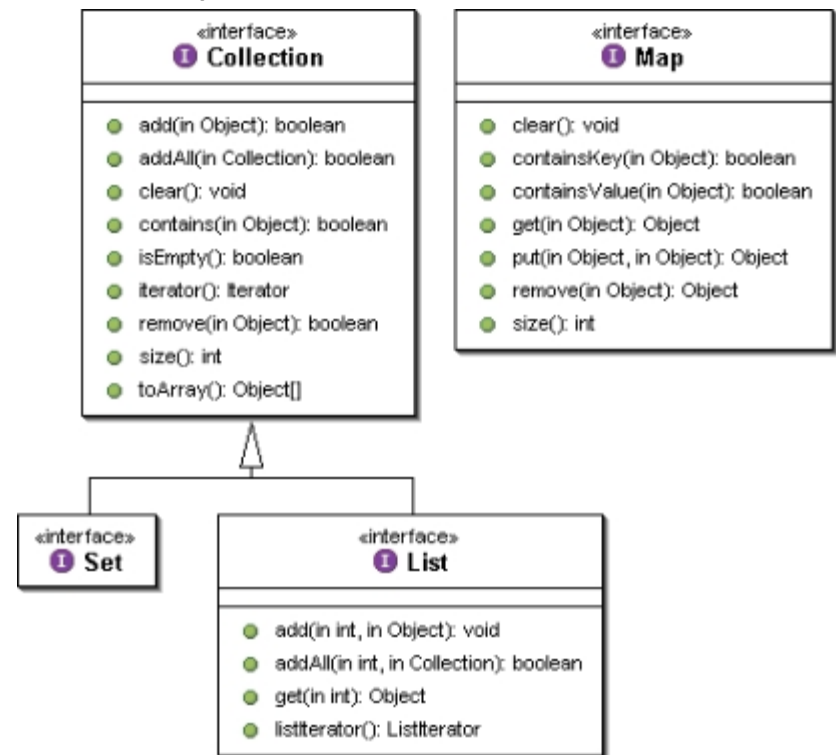 «interface»
I Collection
add(in Object): boolean
addAll(in Collection): boolean
clear(): void
contains(in Object): boolean
isEmpty(): boolean
iterator(): Iterator
remove(in Object): boolean
size(): int
toArray(): Object[]
«interface»
I Map
clear(): void
containsKey(in Object): boolean
containsValue(in Object): boolean
get(in Object): Object
put(in Object, in Object): Object
remove(in Object): Object
size(): int
«interface»
I Set
«interface»
I List
add(in int, in Object): void
addAll(in int, in Collection): boolean
get(in int): Object
listIterator(): ListIterator